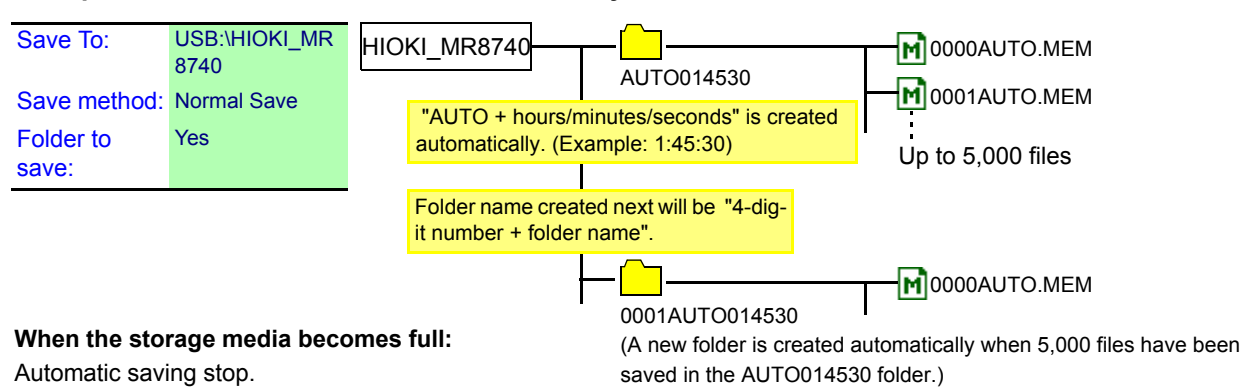 Save To:
USB:\HIOKI_MR
8740
Save method:
Normal Save
Folder to
save:
Yes
HIOKI_MR8740
AUTO014530
M 0000AUTO.MEM
M 0001AUTO.MEM
Up to 5,000 files
"AUTO + hours/minutes/seconds" is created
automatically. (Example: 1:45:30)
Folder name created next will be "4-dig-
it number + folder name".
0001AUTO014530
M 0000AUTO.MEM
(A new folder is created automatically when 5,000 files have been
saved in the AUTO014530 folder.)
When the storage media becomes full:
Automatic saving stop.